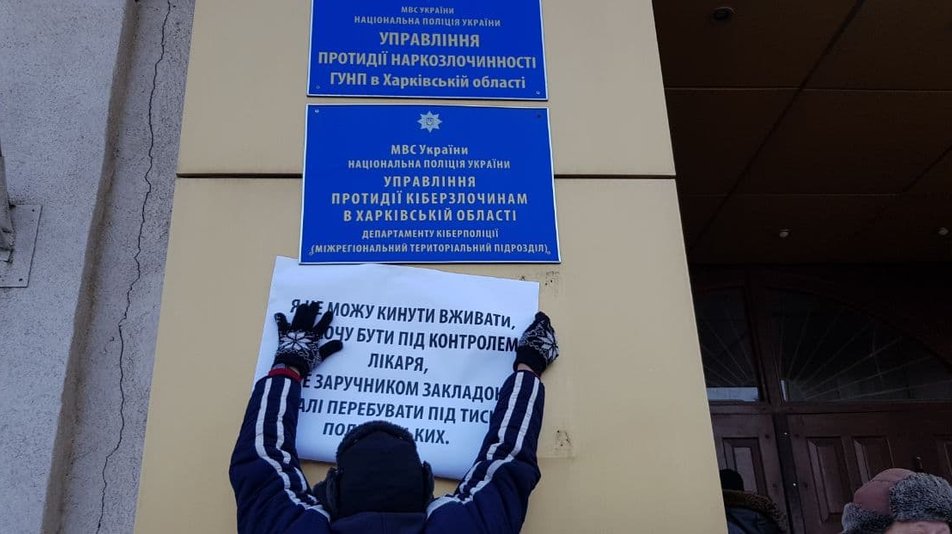 МВС УКРАЇНИ
НАЦІОНАЛЬНА ПОЛІЦІЯ УКРАЇНИ
УПРАВЛІННЯ
ПРОТИДІЇ НАРКОЗЛОЧИННОСТІ
ГУНП в Харківській області
МВС України
НАЦІОНАЛЬНА ПОЛІЦІЯ УКРАЇНИ
УПРАВЛІННЯ
ПРОТИДІЇ КІБЕРЗЛОЧИНАМ
В ХАРКІВСЬКІЙ ОБЛАСТІ
ДЕПАРТАМЕНТУ КІБЕРПОЛІЦІЇ
(МІЖРЕГІОНАЛЬНИЙ ТЕРИТОРІАЛЬНИЙ ПІДРОЗДІЛ)
Я НЕ МОЖУ КИНУТИ ВЖИВАТИ,
БУТИ ПІД КОНТРОЛЕМ
ЛІКАРЯ,
ЗАРУЧНИКОМ
ПЕРЕБУВАТИ ПІД